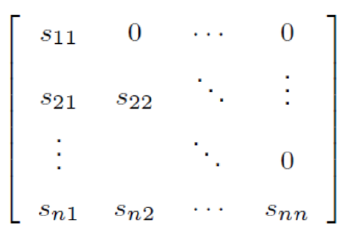 s₁₁ 0 ⋯ 0
s₂₁ s₂₂ ⋱ ⋮
⋮ ⋱ 0
sₙ₁ sₙ₂ ⋯ sₙₙ